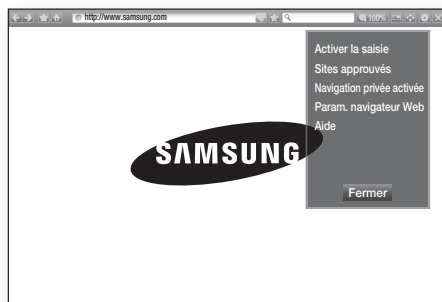 http://www.samsung.com
100%
Activer la saisie
Sites approuvés
Navigation privée activée
Param. navigateur Web
Aide
SAMSUNG
Fermer